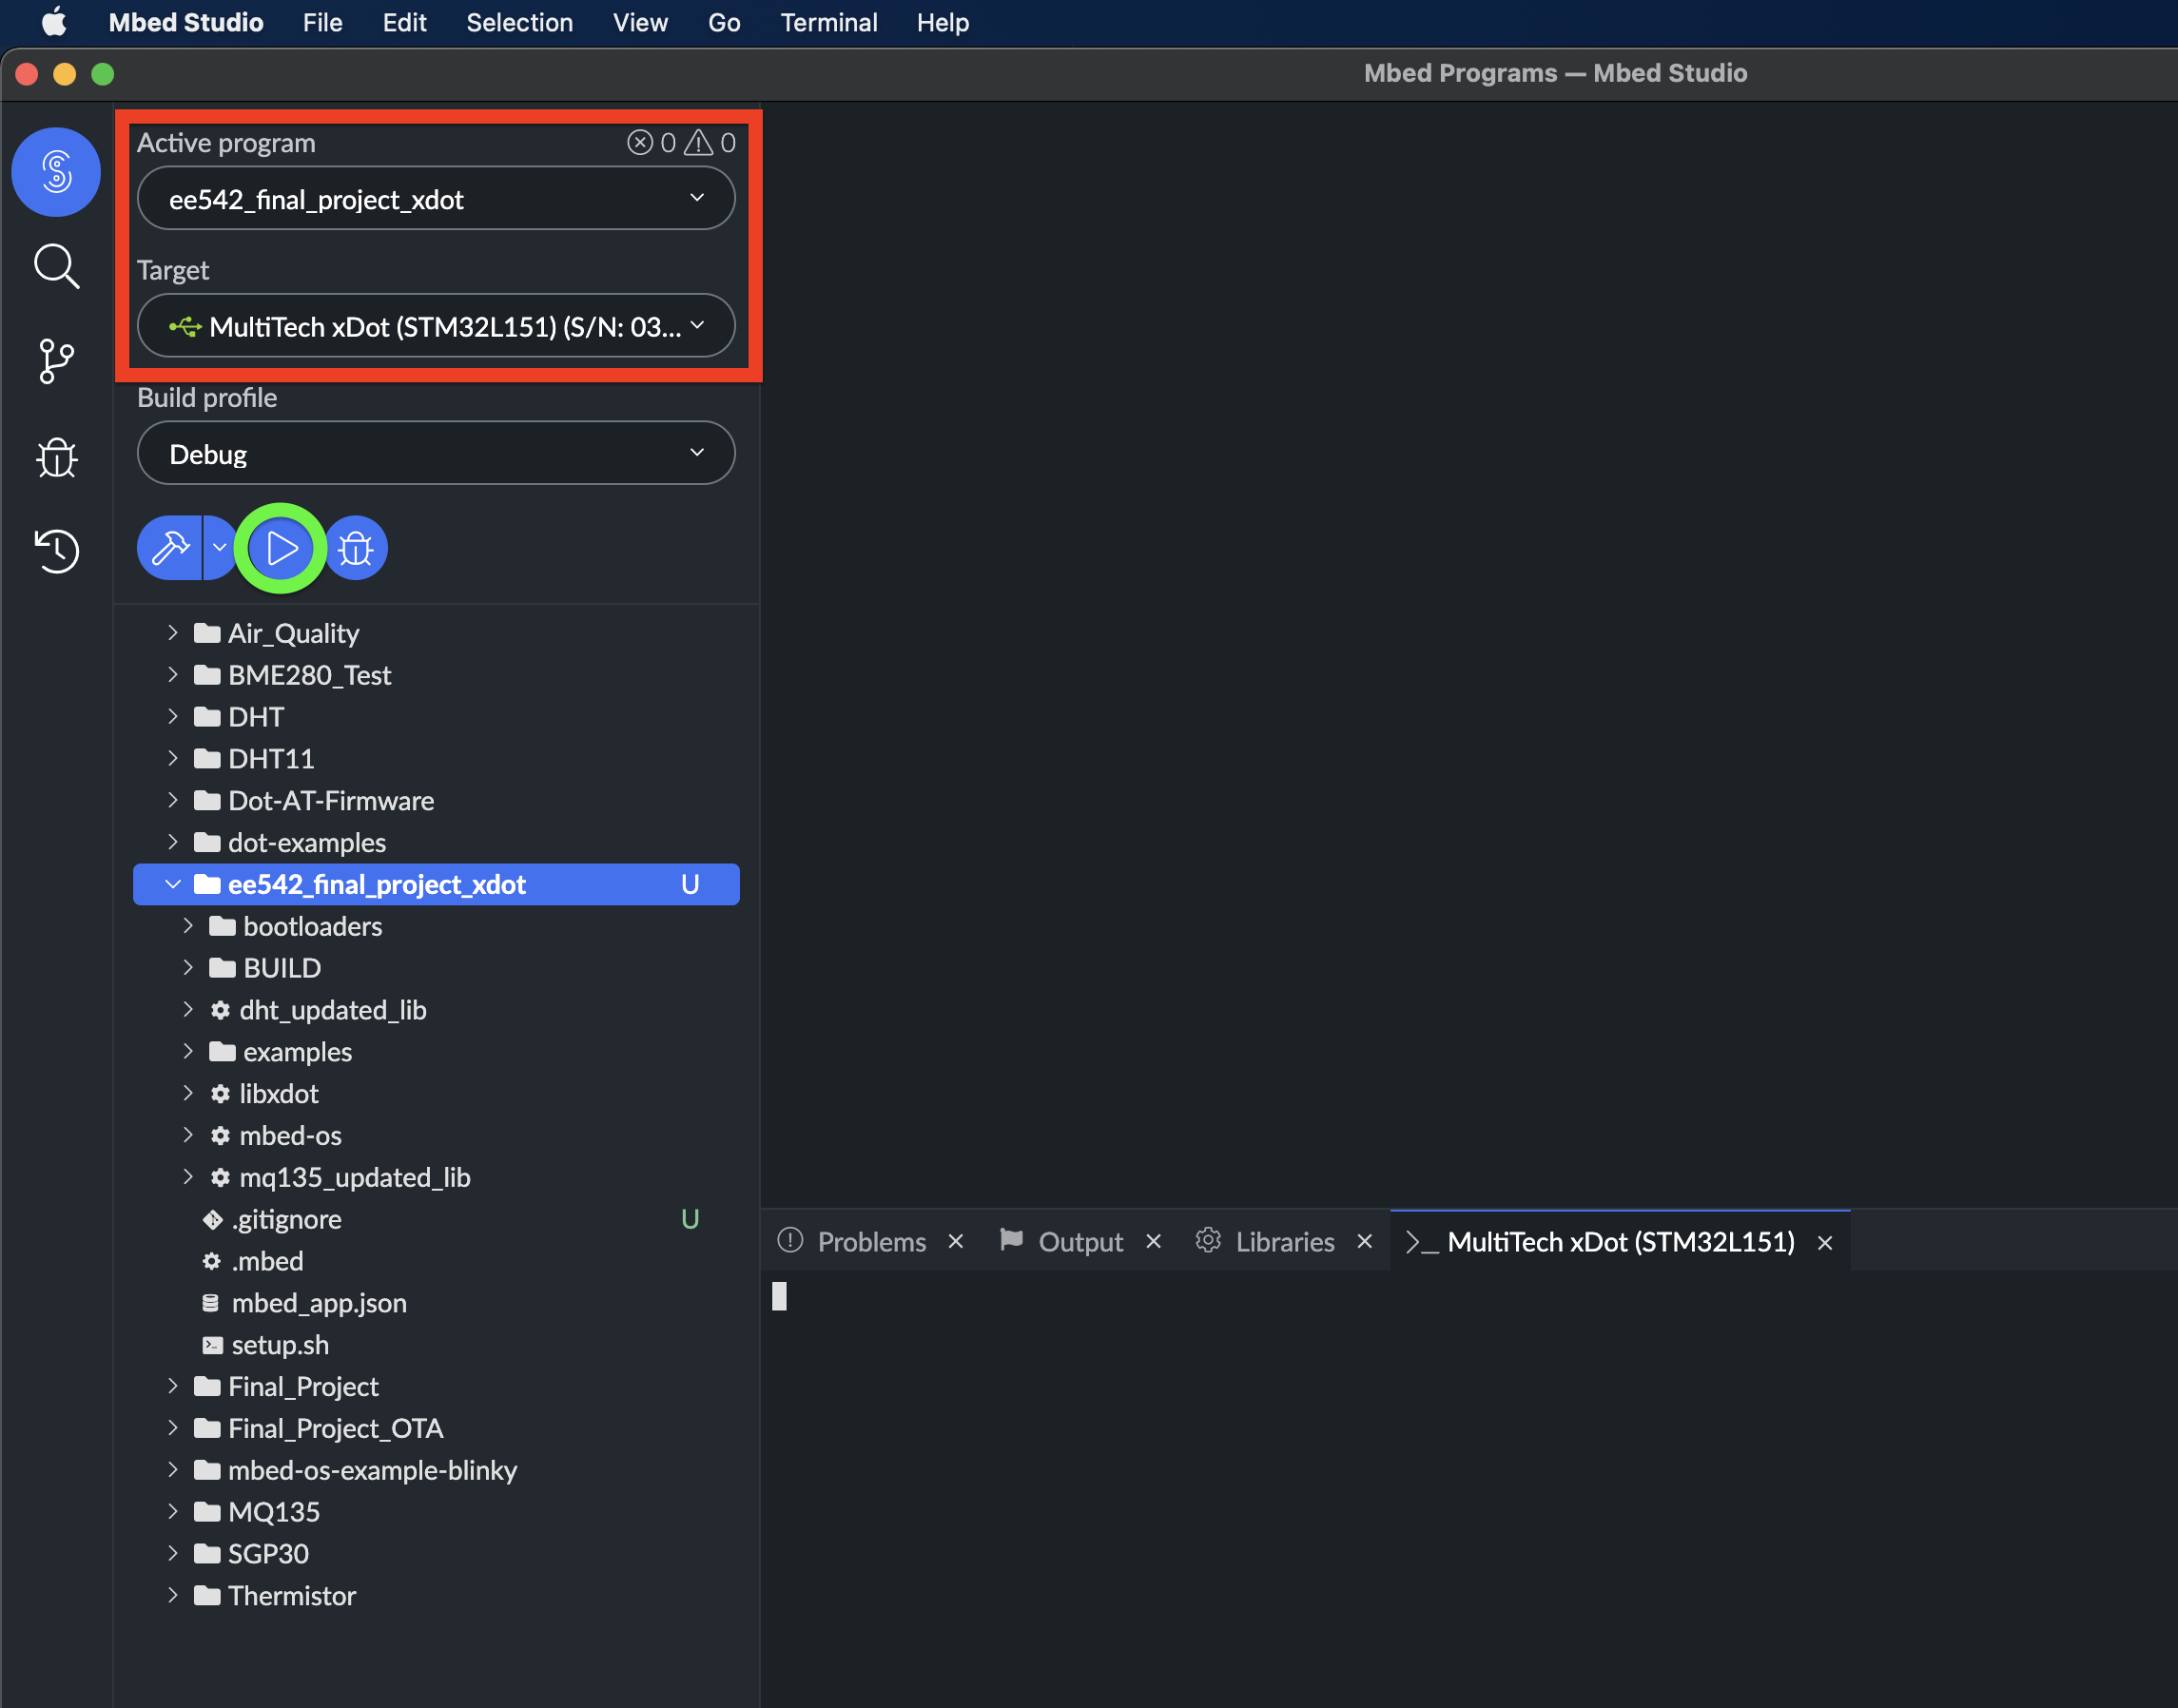 Mbed Studio File Edit Selection View Go Terminal Help
Mbed Programs — Mbed Studio
Active program 0 0
ee542_final_project_xdot
Target
MultiTech xDot (STM32L151) (S/N: 03...
Build profile
Debug
Air_Quality
BME280_Test
DHT
DHT11
Dot-AT-Firmware
dot-examples
ee542_final_project_xdot U
bootloaders
BUILD
dht_updated_lib
examples
libxdot
mbed-os
mq135_updated_lib
.gitignore U
.mbed
mbed_app.json
setup.sh
Final_Project
Final_Project_OTA
mbed-os-example-blinky
MQ135
SGP30
Thermistor
Problems Output Libraries MultiTech xDot (STM32L151)